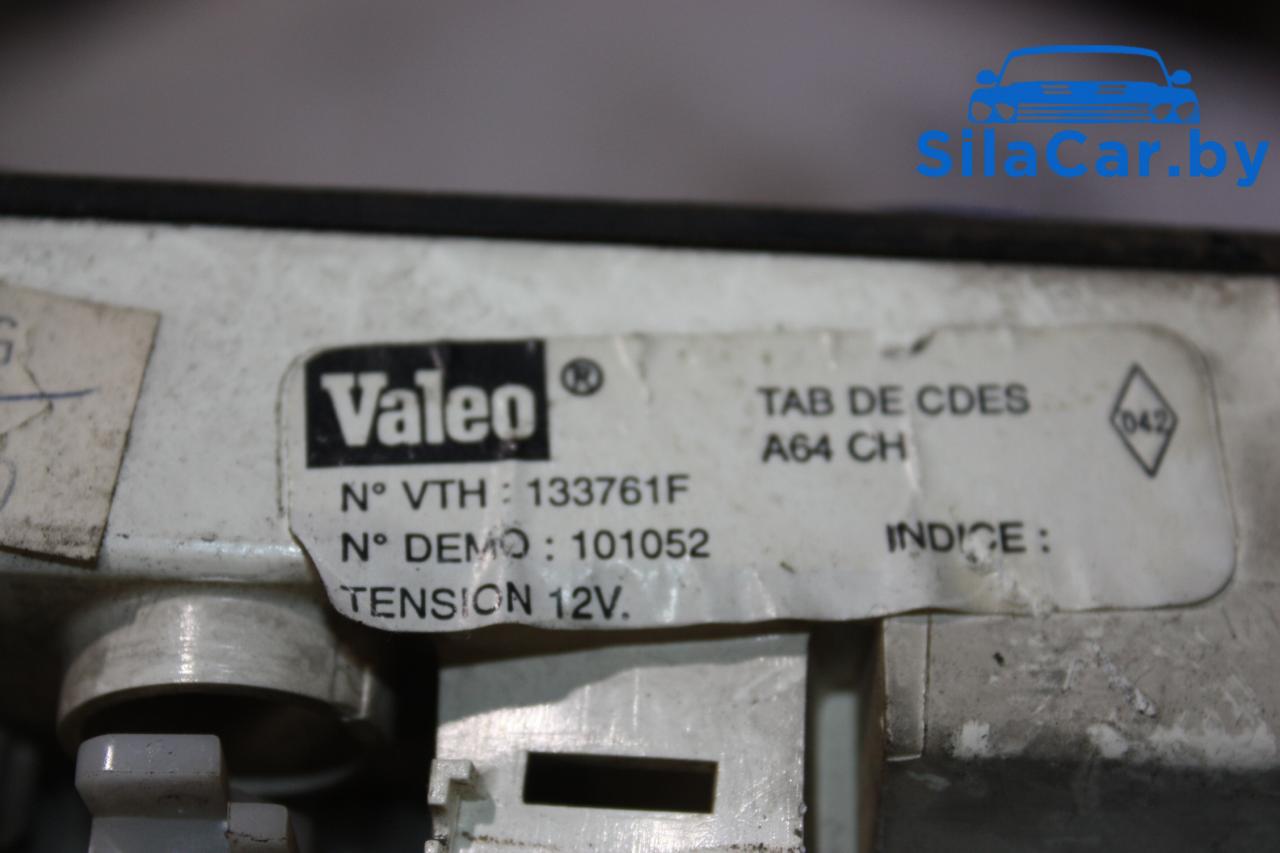 SilaCar.by
Valeo ®
TAB DE CDES
A64 CH
042
N° VTH : 133761F
N° DEMO : 101052
INDICE :
TENSION 12V.